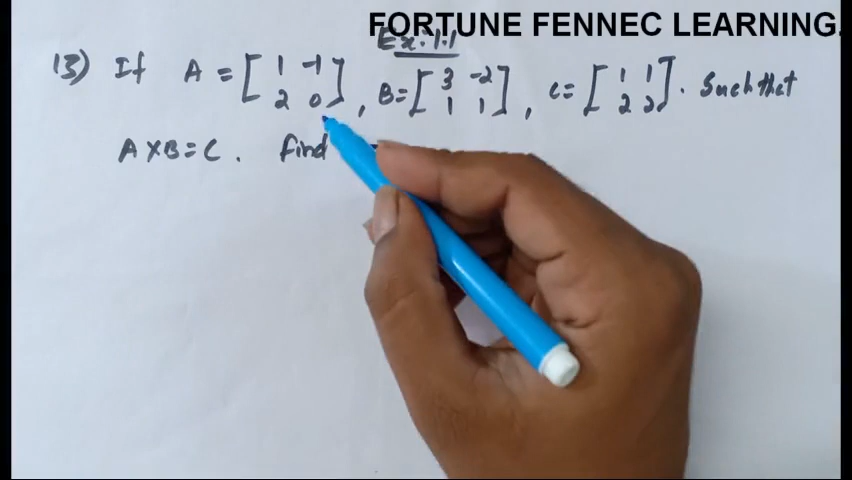 FORTUNE FENNEC LEARNING.
Ex:-1.1
13) If A = [ 1 -1 ], B = [ 3 -2 ], C = [ 1 1 ]. Such that
2 0 1 1 2 2
A X B = C. find